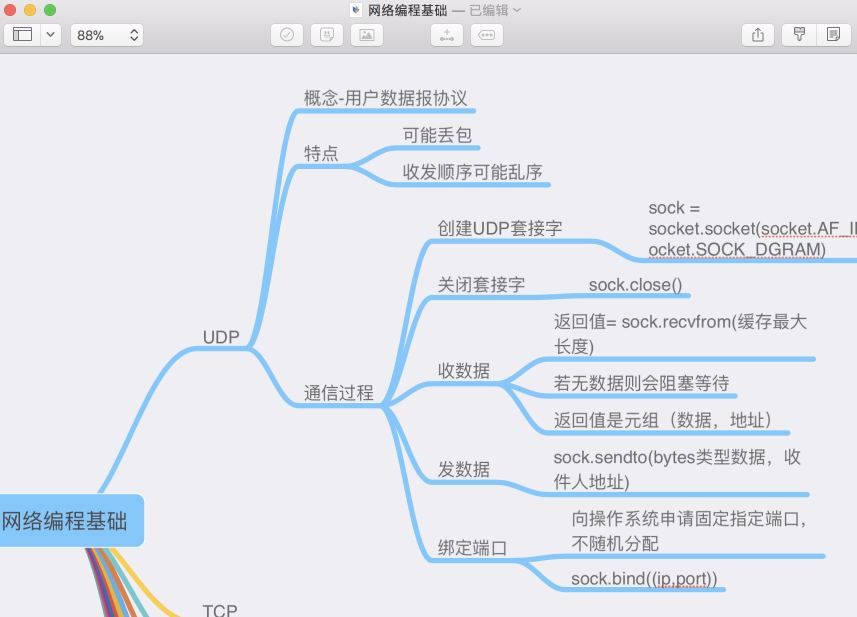 网络编程基础 — 已编辑
88%
概念-用户数据报协议
特点
可能丢包
收发顺序可能乱序
UDP
通信过程
创建UDP套接字
sock =
socket.socket(socket.AF_I
ocket.SOCK_DGRAM)
关闭套接字
sock.close()
收数据
返回值= sock.recvfrom(缓存最大
长度)
若无数据则会阻塞等待
返回值是元组（数据，地址）
发数据
sock.sendto(bytes类型数据，收
件人地址)
绑定端口
向操作系统申请固定指定端口，
不随机分配
sock.bind((ip,port))
网络编程基础
TCP